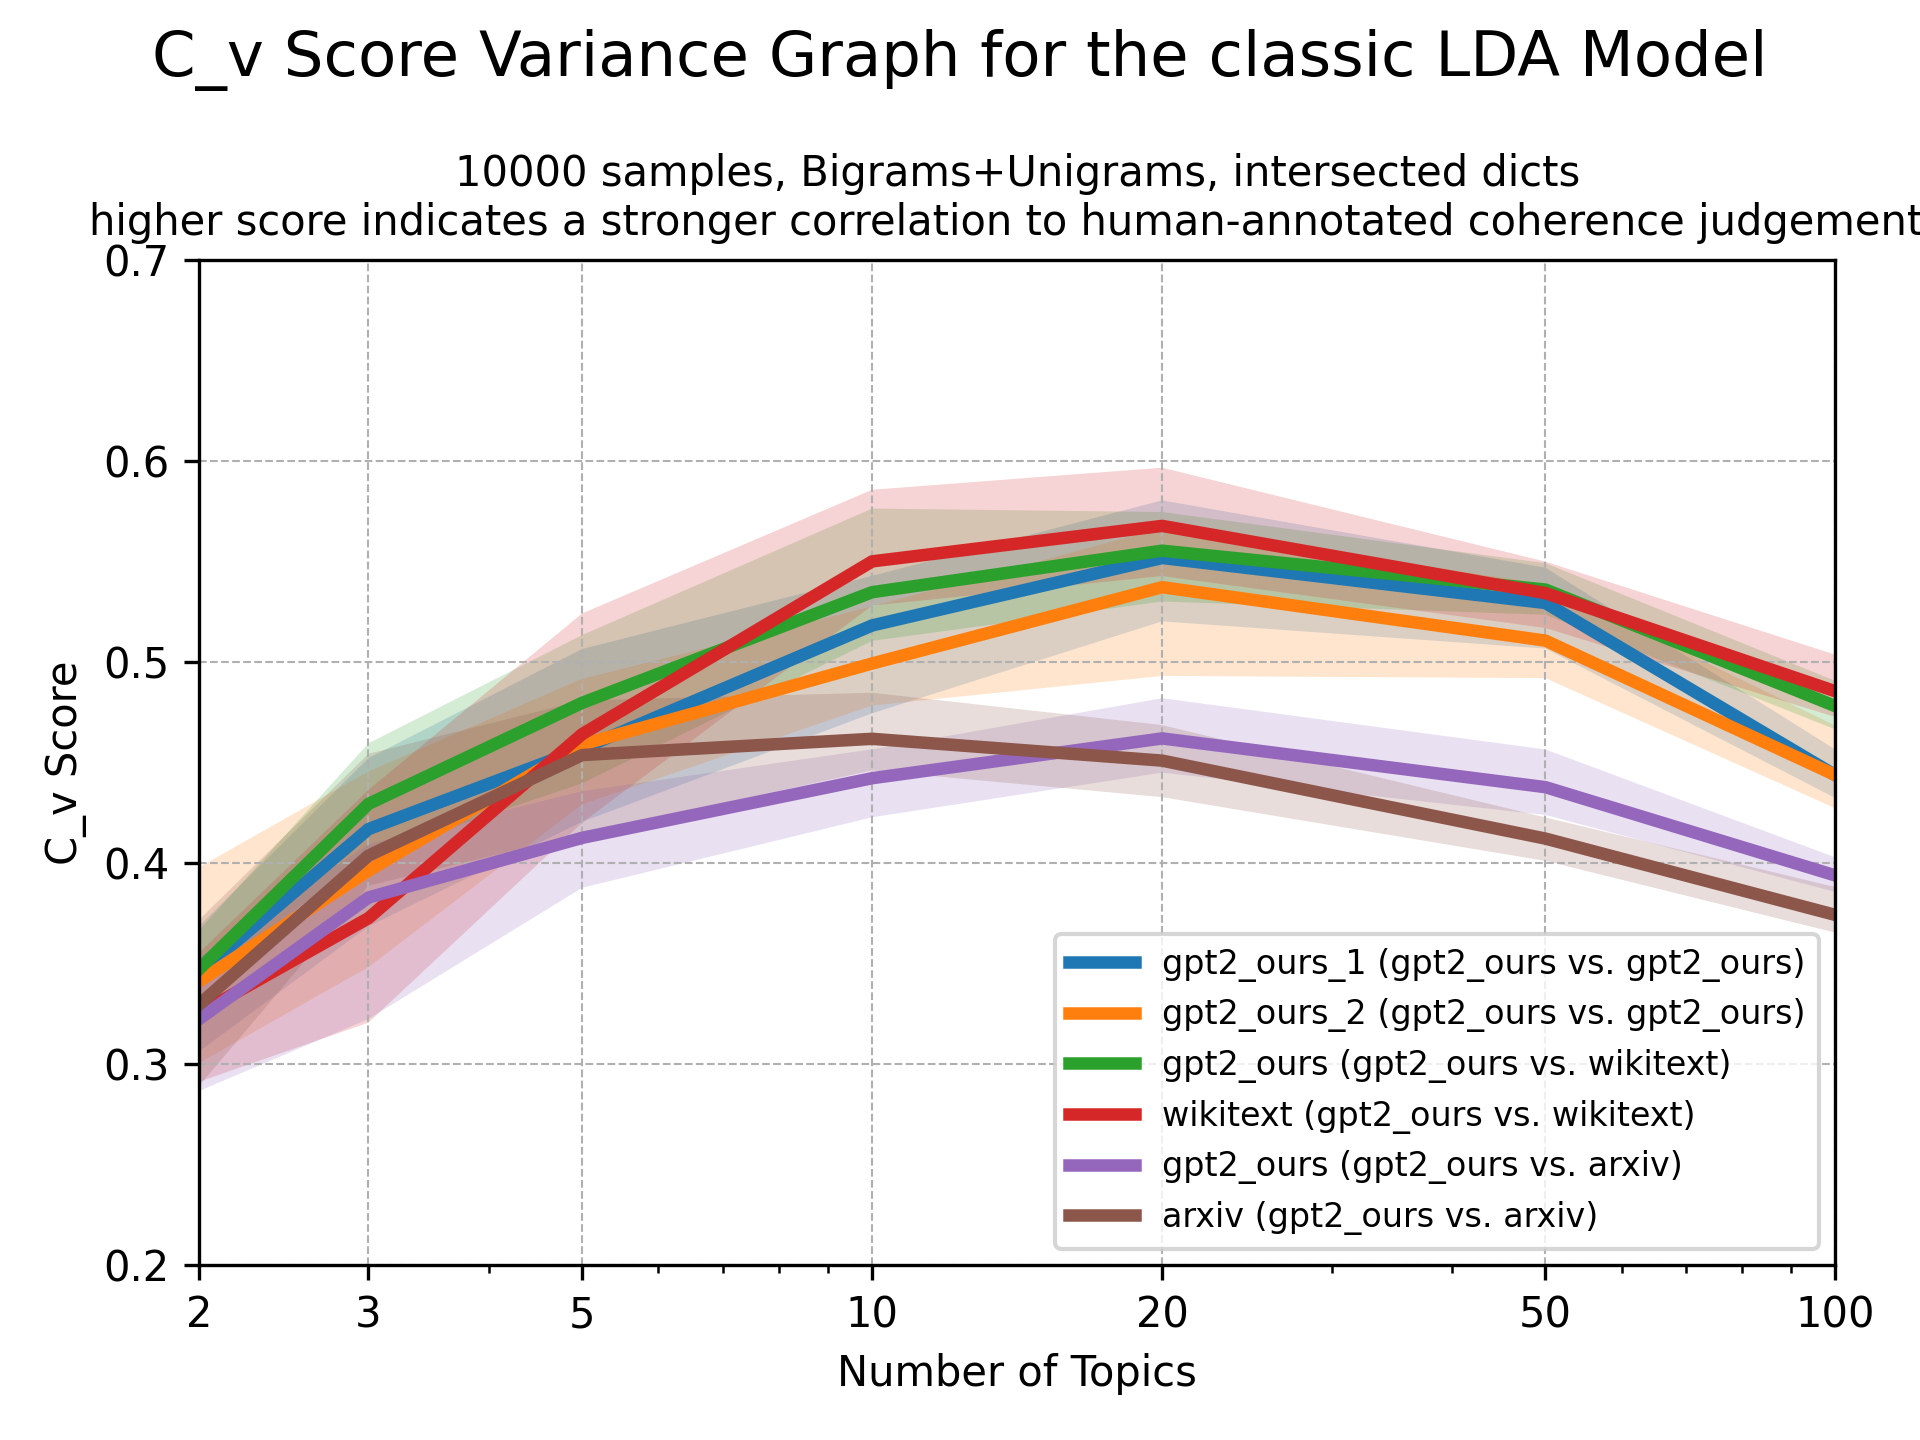 C_v Score Variance Graph for the classic LDA Model
10000 samples, Bigrams+Unigrams, intersected dicts
higher score indicates a stronger correlation to human-annotated coherence judgement
0.7
0.6
0.5
0.4
0.3
0.2
C_v Score
gpt2_ours_1 (gpt2_ours vs. gpt2_ours)
gpt2_ours_2 (gpt2_ours vs. gpt2_ours)
gpt2_ours (gpt2_ours vs. wikitext)
wikitext (gpt2_ours vs. wikitext)
gpt2_ours (gpt2_ours vs. arxiv)
arxiv (gpt2_ours vs. arxiv)
2 3 5 10 20 50 100
Number of Topics